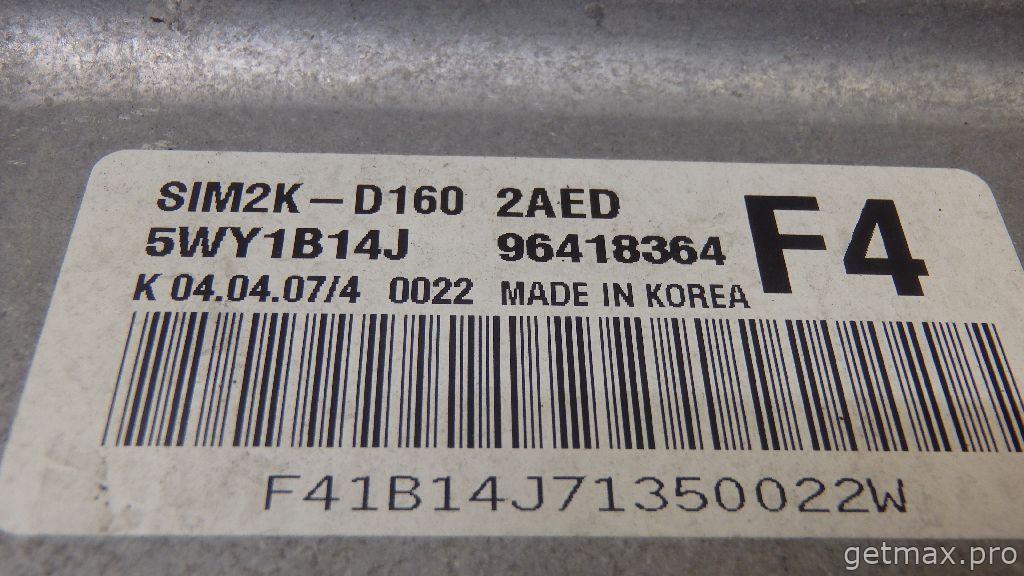 SIM2K-D160 2AED
5WY1B14J 96418364
F4
K 04.04.07/4 0022 MADE IN KOREA
F41B14J71350022W
getmax.pro